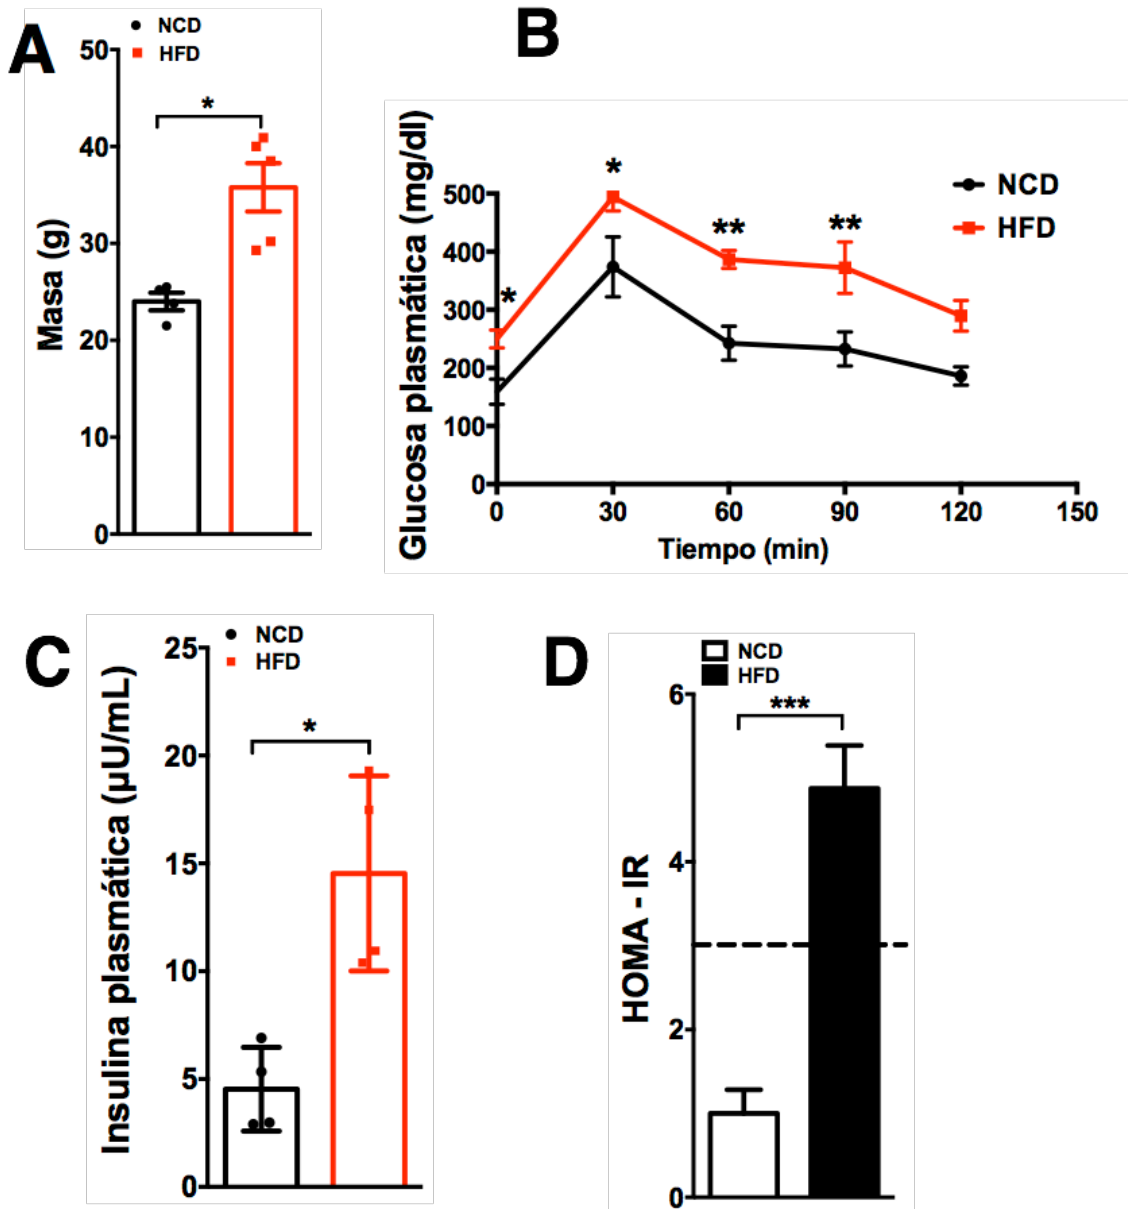 A
NCD
HFD
50
40
30
20
10
0
Masa (g)
*
B
Glucosa plasmática (mg/dl)
500
400
300
200
100
0
*
*
**
**
NCD
HFD
0 30 60 90 120 150
Tiempo (min)
C
NCD
HFD
25
20
15
10
5
0
Insulina plasmática (µU/mL)
*
D
NCD
HFD
6
4
2
0
HOMA - IR
***